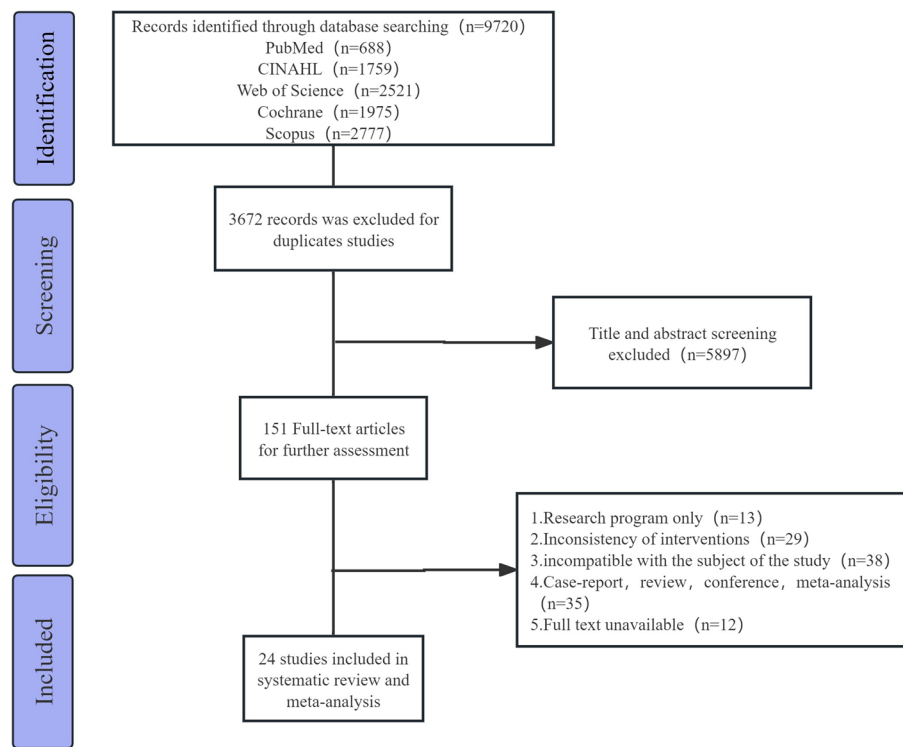 Identification
Records identified through database searching（n=9720）
PubMed（n=688）
CINAHL（n=1759）
Web of Science（n=2521）
Cochrane（n=1975）
Scopus（n=2777）
Screening
3672 records was excluded for
duplicates studies
Title and abstract screening
excluded（n=5897）
Eligibility
151 Full-text articles
for further assessment
1.Research program only（n=13）
2.Inconsistency of interventions（n=29）
3.incompatible with the subject of the study（n=38）
4.Case-report，review，conference，meta-analysis
（n=35）
5.Full text unavailable（n=12）
Included
24 studies included in
systematic review and
meta-analysis